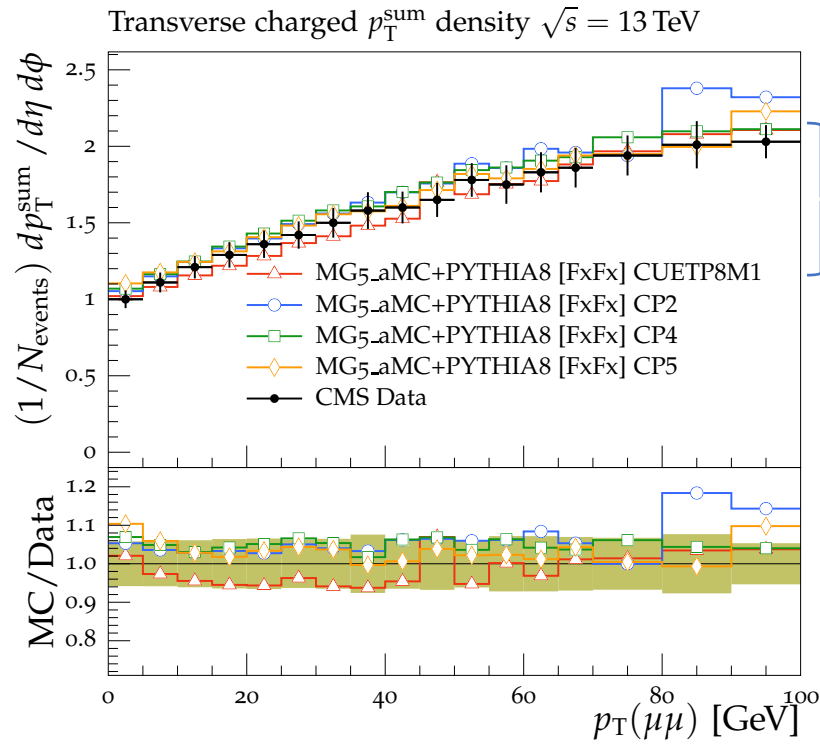 Transverse charged p_T^sum density √s = 13 TeV
(1/N_events) dp_T^sum / dη dϕ
2.5
2
1.5
1
0.5
0
MG5_aMC+PYTHIA8 [FxFx] CUETP8M1
MG5_aMC+PYTHIA8 [FxFx] CP2
MG5_aMC+PYTHIA8 [FxFx] CP4
MG5_aMC+PYTHIA8 [FxFx] CP5
CMS Data
MC/Data
1.2
1.1
1.0
0.9
0.8
0 20 40 60 80 100
p_T(μμ) [GeV]